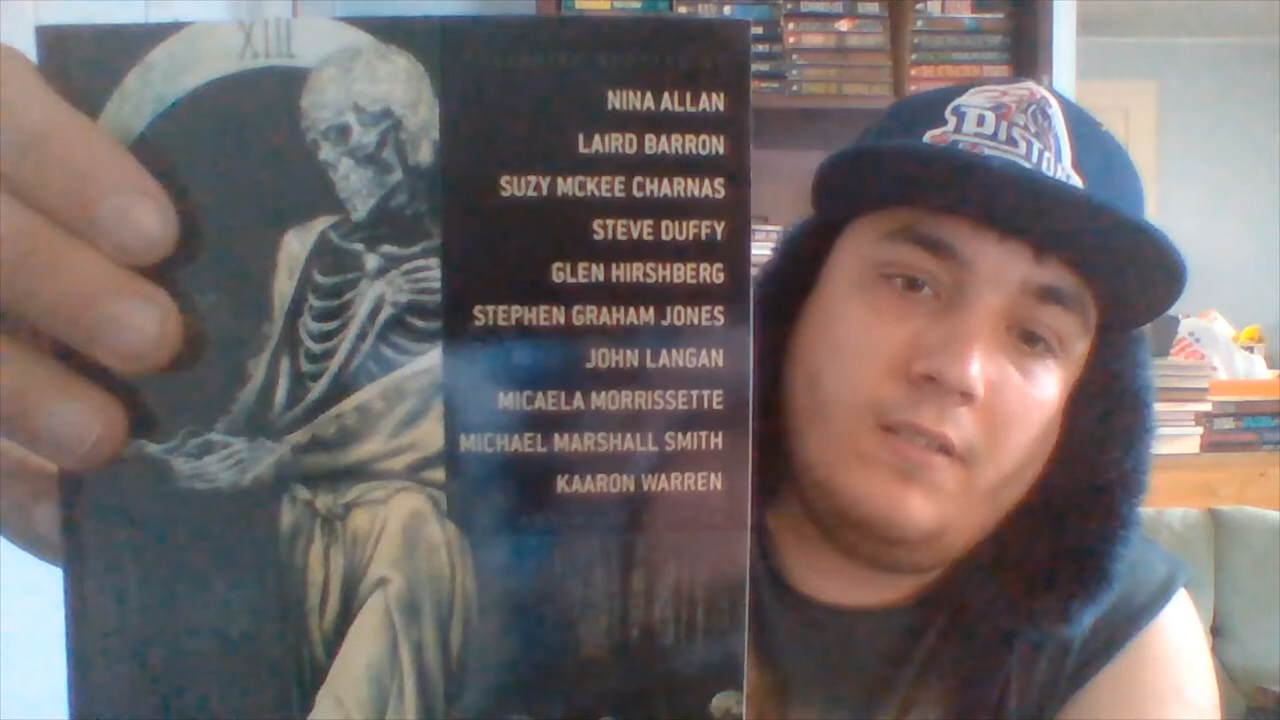 XIII
NINA ALLAN
LAIRD BARRON
SUZY MCKEE CHARNAS
STEVE DUFFY
GLEN HIRSHBERG
STEPHEN GRAHAM JONES
JOHN LANGAN
MICAELA MORRISSETTE
MICHAEL MARSHALL SMITH
KAARON WARREN
PISTONS